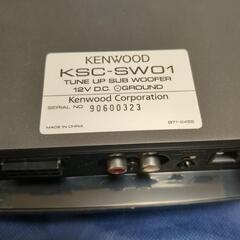 KENWOOD
KSC-SW01
TUNE UP SUB WOOFER
12V D.C. ⊖GROUND
Kenwood Corporation
SERIAL NO. 90600323
MADE IN CHINA